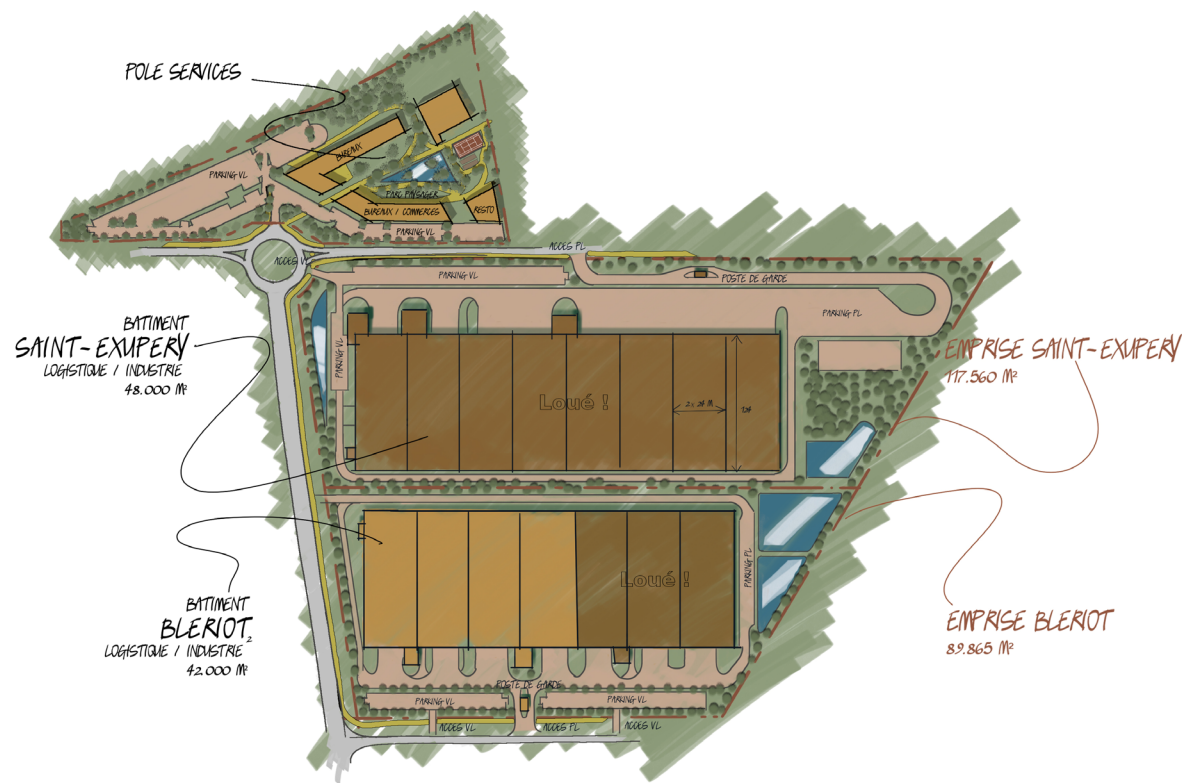 POLE SERVICES
BUREAUX
PARKING VL
PARC PAYSAGER
BUREAUX / COMMERCES
RESTO
PARKING VL
ACCES PL
ACCES VL
PARKING VL
POSTE DE GARDE
PARKING PL
BATIMENT
SAINT-EXUPERY
LOGISTIQUE / INDUSTRIE
48.000 M²
PARKING VL
Loué !
EMPRISE SAINT-EXUPERY
117.560 M²
PARKING PL
Loué !
BATIMENT
BLERIOT
LOGISTIQUE / INDUSTRIE
42.000 M²
EMPRISE BLERIOT
89.865 M²
POSTE DE GARDE
PARKING VL
PARKING VL
ACCES VL
ACCES PL
ACCES VL